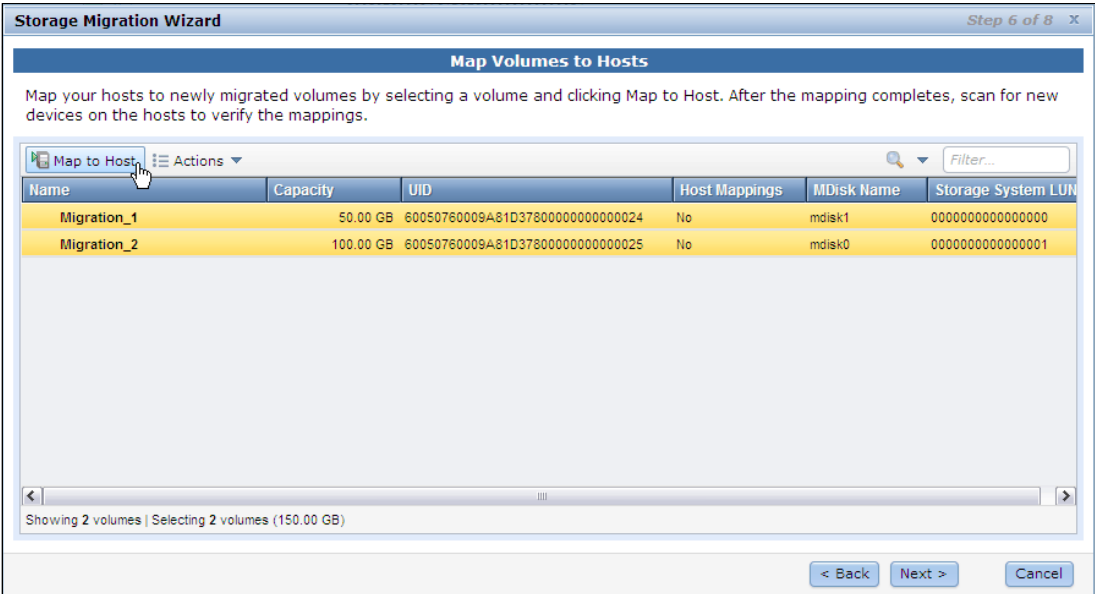 Storage Migration Wizard Step 6 of 8 X
Map Volumes to Hosts
Map your hosts to newly migrated volumes by selecting a volume and clicking Map to Host. After the mapping completes, scan for new
devices on the hosts to verify the mappings.
Map to Host Actions Filter...
Name Capacity UID Host Mappings MDisk Name Storage System LUN
Migration_1 50.00 GB 60050760009A81D37800000000000024 No mdisk1 0000000000000000
Migration_2 100.00 GB 60050760009A81D37800000000000025 No mdisk0 0000000000000001
Showing 2 volumes | Selecting 2 volumes (150.00 GB)
< Back Next > Cancel